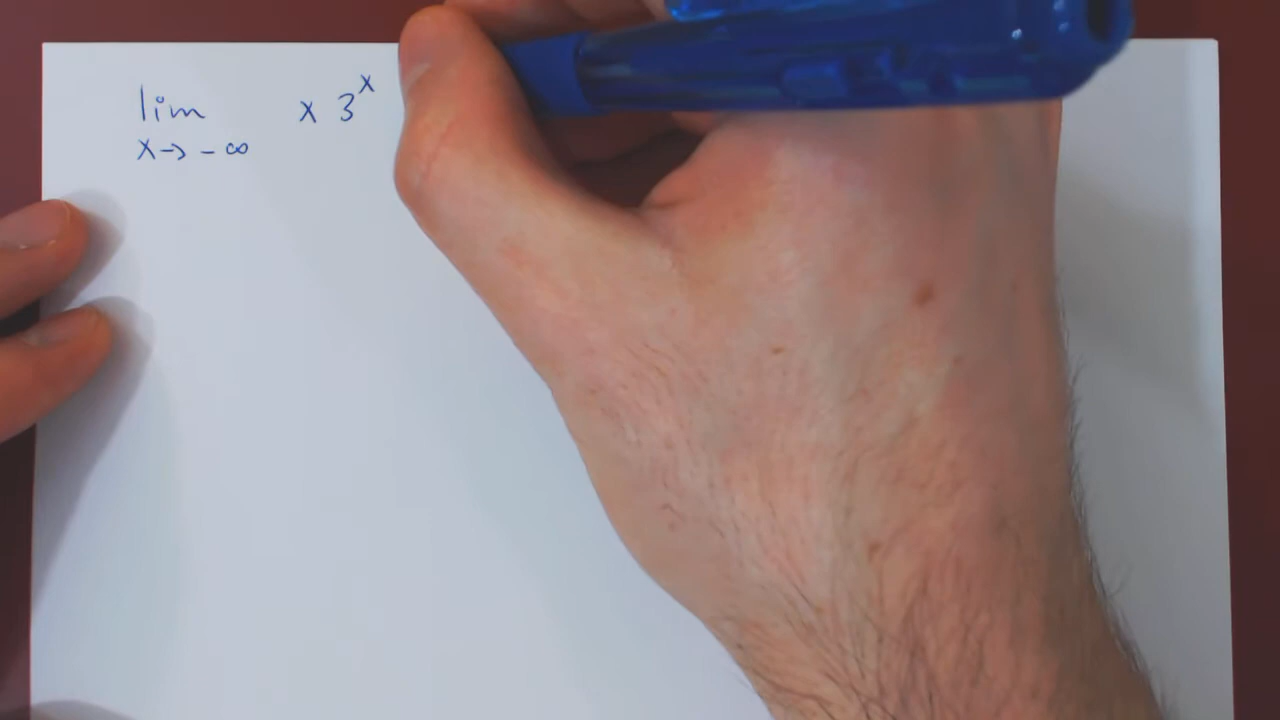 lim x 3^x
x → - ∞